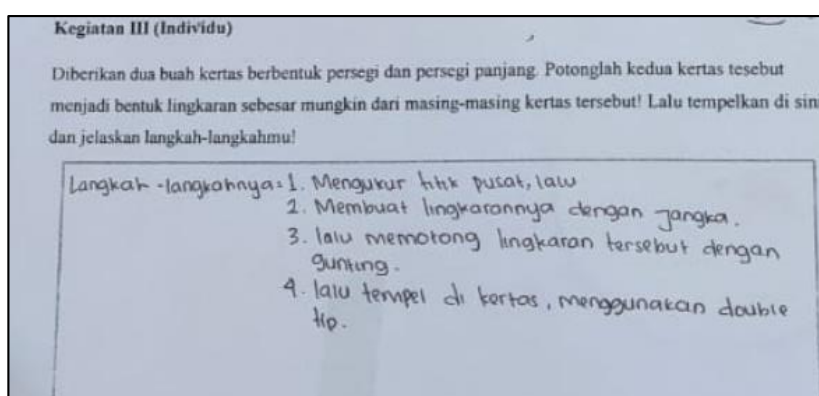 Kegiatan III (Individu)
Diberikan dua buah kertas berbentuk persegi dan persegi panjang. Potonglah kedua kertas tesebut
menjadi bentuk lingkaran sebesar mungkin dari masing-masing kertas tersebut! Lalu tempelkan di sin
dan jelaskan langkah-langkahmu!
Langkah-langkahnya: 1. Mengukur titik pusat, lalu
2. Membuat lingkarannya dengan jangka.
3. lalu memotong lingkaran tersebut dengan
gunting.
4. lalu tempel di kertas, menggunakan double
tip.